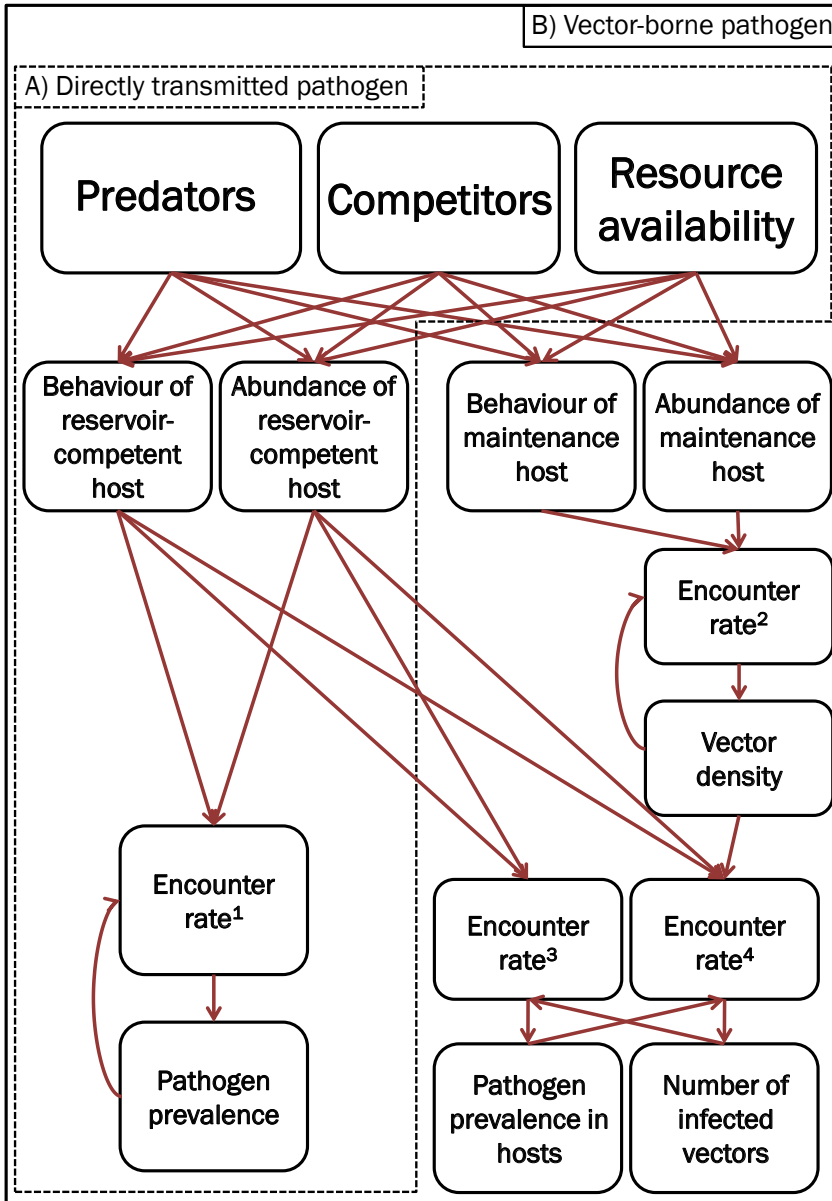 B) Vector-borne pathogen
A) Directly transmitted pathogen
Predators
Competitors
Resource
availability
Behaviour of
reservoir-
competent
host
Abundance of
reservoir-
competent
host
Behaviour of
maintenance
host
Abundance of
maintenance
host
Encounter
rate²
Vector
density
Encounter
rate¹
Encounter
rate³
Encounter
rate⁴
Pathogen
prevalence
Pathogen
prevalence in
hosts
Number of
infected
vectors